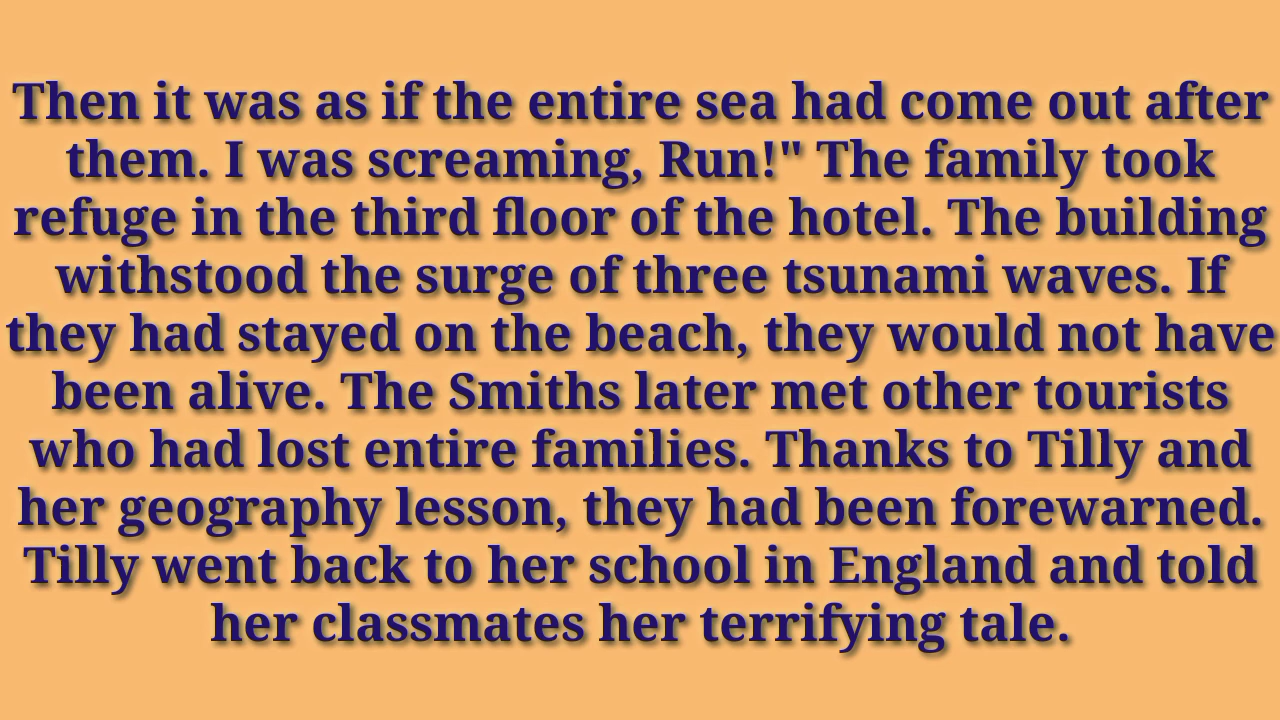 Then it was as if the entire sea had come out after
them. I was screaming, Run!" The family took
refuge in the third floor of the hotel. The building
withstood the surge of three tsunami waves. If
they had stayed on the beach, they would not have
been alive. The Smiths later met other tourists
who had lost entire families. Thanks to Tilly and
her geography lesson, they had been forewarned.
Tilly went back to her school in England and told
her classmates her terrifying tale.